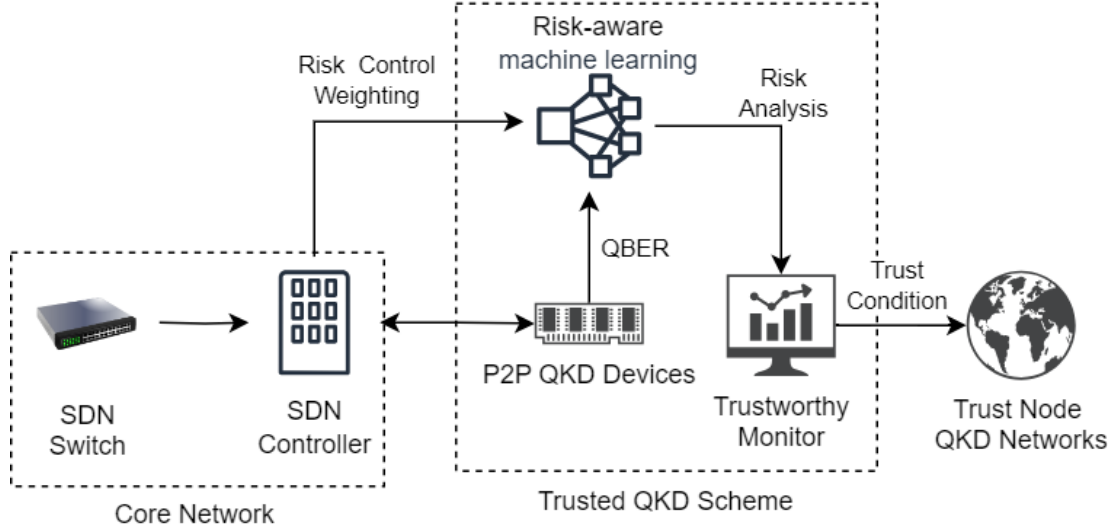 Risk-aware
machine learning
Risk Control
Weighting
Risk
Analysis
QBER
Trust
Condition
SDN
Switch
SDN
Controller
P2P QKD Devices
Trustworthy
Monitor
Trust Node
QKD Networks
Core Network
Trusted QKD Scheme